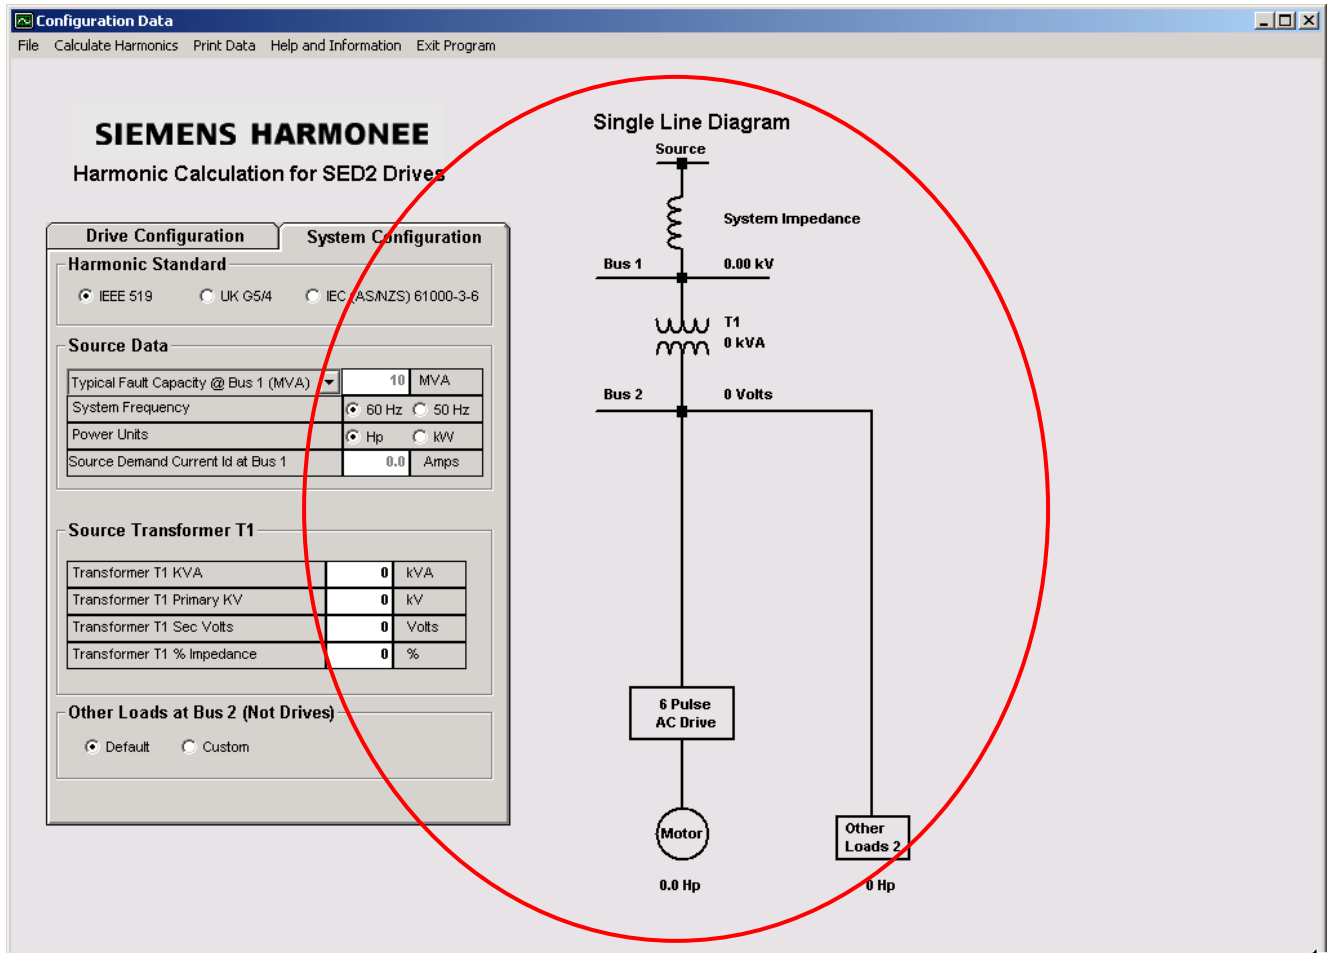 Configuration Data
File Calculate Harmonics Print Data Help and Information Exit Program
SIEMENS HARMONEE
Harmonic Calculation for SED2 Drives
Drive Configuration System Configuration
Harmonic Standard
IEEE 519 UK G5/4 IEC (AS/NZS) 61000-3-6
Source Data
Typical Fault Capacity @ Bus 1 (MVA) 10 MVA
System Frequency 60 Hz 50 Hz
Power Units Hp kW
Source Demand Current Id at Bus 1 0.0 Amps
Source Transformer T1
Transformer T1 KVA 0 kVA
Transformer T1 Primary KV 0 kV
Transformer T1 Sec Volts 0 Volts
Transformer T1 % Impedance 0 %
Other Loads at Bus 2 (Not Drives)
Default Custom
Single Line Diagram
Source
System Impedance
Bus 1 0.00 kV
T1
0 kVA
Bus 2 0 Volts
6 Pulse
AC Drive
Motor
0.0 Hp
Other
Loads 2
0 Hp